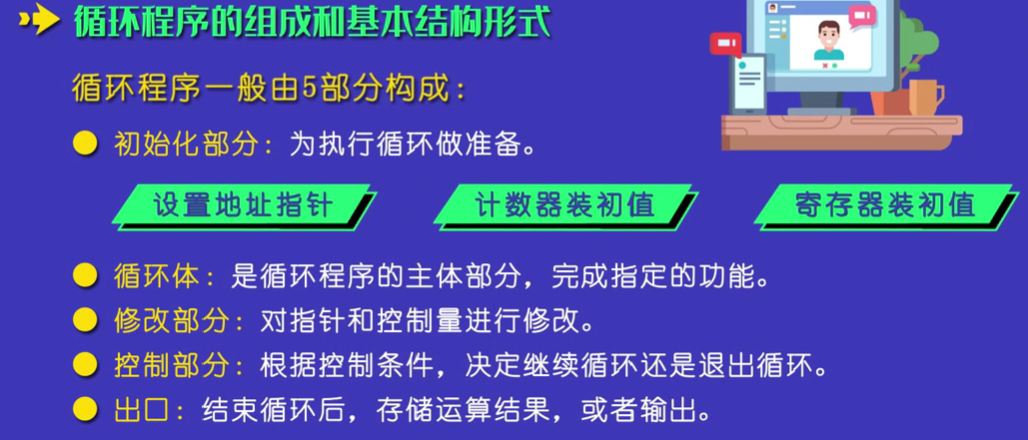 循环程序的组成和基本结构形式
循环程序一般由5部分构成：
初始化部分：为执行循环做准备。
设置地址指针 计数器装初值 寄存器装初值
循环体：是循环程序的主体部分，完成指定的功能。
修改部分：对指针和控制量进行修改。
控制部分：根据控制条件，决定继续循环还是退出循环。
出口：结束循环后，存储运算结果，或者输出。